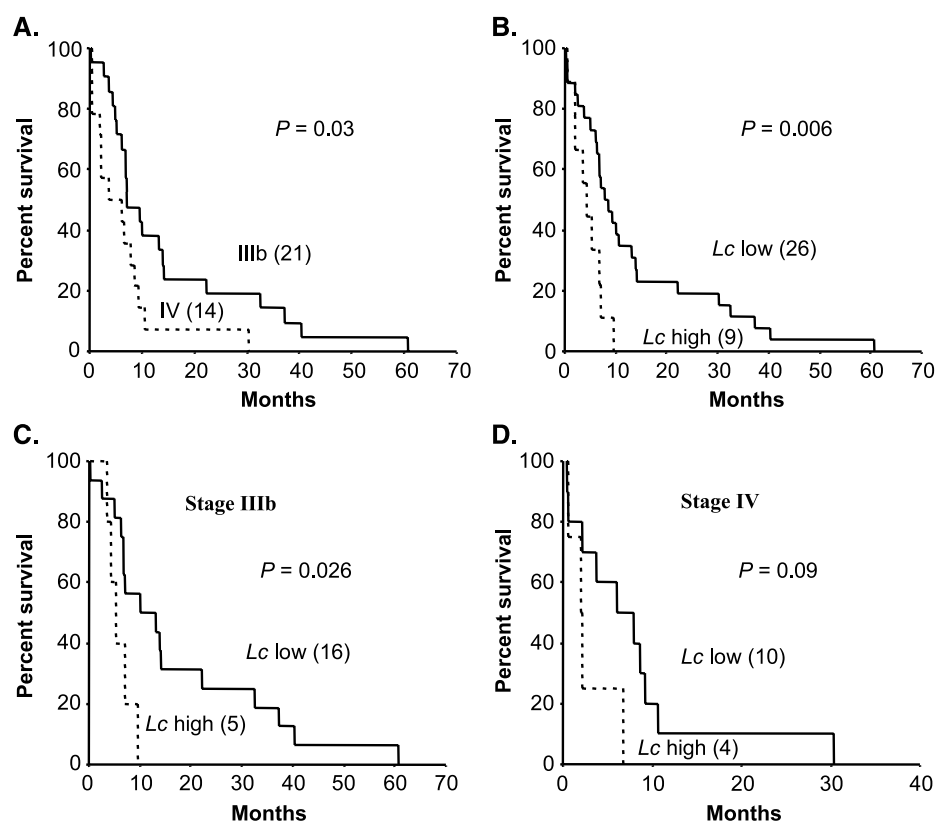 A.
Percent survival
100
80
60
40
20
0
P = 0.03
IIIb (21)
IV (14)
0 10 20 30 40 50 60 70
Months
B.
Percent survival
100
80
60
40
20
0
P = 0.006
Lc low (26)
Lc high (9)
0 10 20 30 40 50 60 70
Months
C.
Percent survival
100
80
60
40
20
0
Stage IIIb
P = 0.026
Lc low (16)
Lc high (5)
0 10 20 30 40 50 60 70
Months
D.
Percent survival
100
80
60
40
20
0
Stage IV
P = 0.09
Lc low (10)
Lc high (4)
0 10 20 30 40
Months